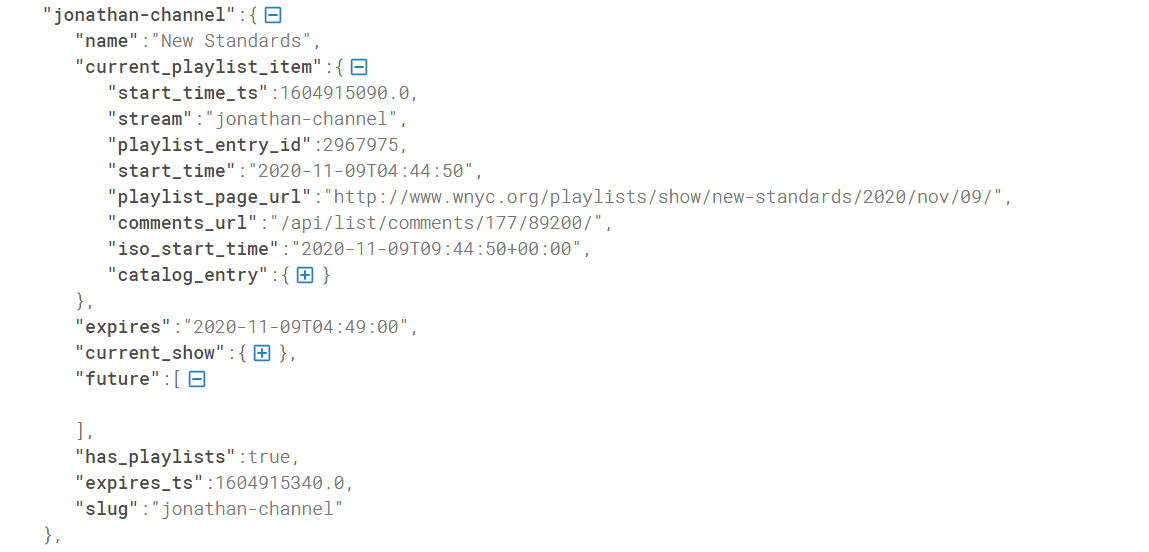 "jonathan-channel":{
"name":"New Standards",
"current_playlist_item":{
"start_time_ts":1604915090.0,
"stream":"jonathan-channel",
"playlist_entry_id":2967975,
"start_time":"2020-11-09T04:44:50",
"playlist_page_url":"http://www.wnyc.org/playlists/show/new-standards/2020/nov/09/",
"comments_url":"/api/list/comments/177/89200/",
"iso_start_time":"2020-11-09T09:44:50+00:00",
"catalog_entry":{ }
},
"expires":"2020-11-09T04:49:00",
"current_show":{ },
"future":[
],
"has_playlists":true,
"expires_ts":1604915340.0,
"slug":"jonathan-channel"
},